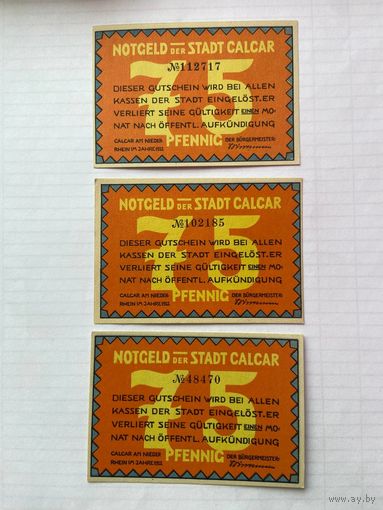 NOTGELD DER STADT CALCAR
№112717
75
DIESER GUTSCHEIN WIRD BEI ALLEN
KASSEN DER STADT EINGELÖST. ER
VERLIERT SEINE GÜLTIGKEIT EINEN MO-
NAT NACH ÖFFENTL. AUFKÜNDIGUNG
CALCAR AM NIEDER-
RHEIN IM JAHRE
PFENNIG
DER BÜRGERMEISTER:
NOTGELD DER STADT CALCAR
№102185
75
DIESER GUTSCHEIN WIRD BEI ALLEN
KASSEN DER STADT EINGELÖST. ER
VERLIERT SEINE GÜLTIGKEIT EINEN MO-
NAT NACH ÖFFENTL. AUFKÜNDIGUNG
CALCAR AM NIEDER-
RHEIN IM JAHRE
PFENNIG
DER BÜRGERMEISTER:
NOTGELD DER STADT CALCAR
№48470
75
DIESER GUTSCHEIN WIRD BEI ALLEN
KASSEN DER STADT EINGELÖST. ER
VERLIERT SEINE GÜLTIGKEIT EINEN MO-
NAT NACH ÖFFENTL. AUFKÜNDIGUNG
CALCAR AM NIEDER-
RHEIN IM JAHRE
PFENNIG
DER BÜRGERMEISTER:
ay.by